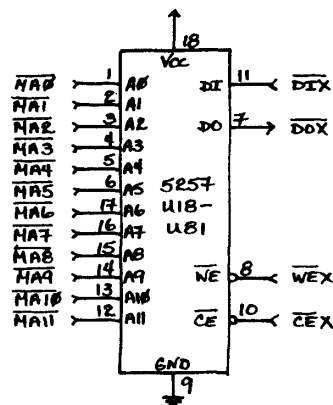 18
VCC
MA0 1 A0 DI 11 DIX
MA1 2 A1
MA2 3 A2 DO 7 DOX
MA3 4 A3
MA4 5 A4
MA5 6 A5 5257
MA6 17 A6 U18-
MA7 16 A7 U81
MA8 15 A8
MA9 14 A9 WE 8 WEX
MA10 13 A10
MA11 12 A11 CE 10 CEX
GND
9